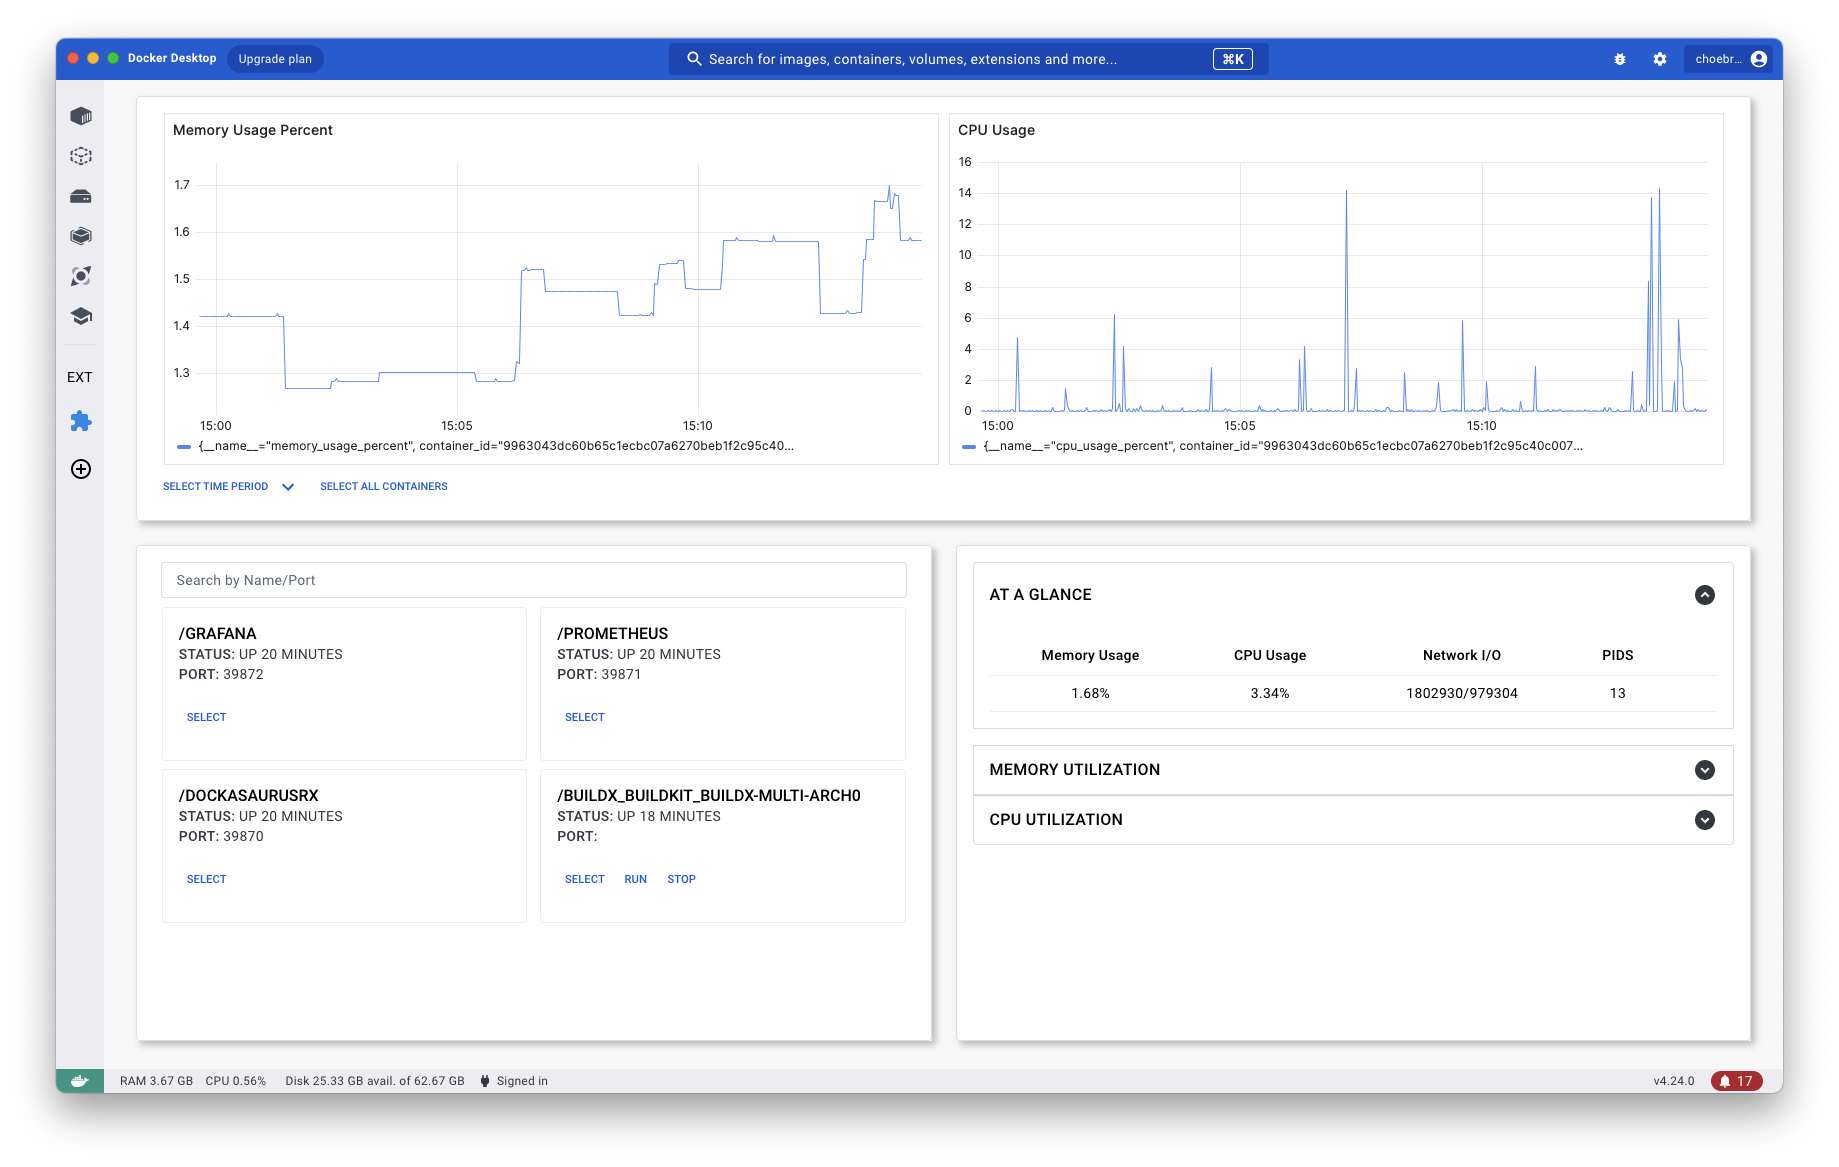 Docker Desktop
Upgrade plan
Search for images, containers, volumes, extensions and more...
⌘K
choebr...
EXT
Memory Usage Percent
1.7
1.6
1.5
1.4
1.3
15:00 15:05 15:10
{__name__="memory_usage_percent", container_id="9963043dc60b65c1ecbc07a6270beb1f2c95c40...
CPU Usage
16
14
12
10
8
6
4
2
0
15:00 15:05 15:10
{__name__="cpu_usage_percent", container_id="9963043dc60b65c1ecbc07a6270beb1f2c95c40c007...
SELECT TIME PERIOD
SELECT ALL CONTAINERS
Search by Name/Port
/GRAFANA
STATUS: UP 20 MINUTES
PORT: 39872
SELECT
/PROMETHEUS
STATUS: UP 20 MINUTES
PORT: 39871
SELECT
/DOCKASAURUSRX
STATUS: UP 20 MINUTES
PORT: 39870
SELECT
/BUILDX_BUILDKIT_BUILDX-MULTI-ARCH0
STATUS: UP 18 MINUTES
PORT:
SELECT RUN STOP
AT A GLANCE
Memory Usage CPU Usage Network I/O PIDS
1.68% 3.34% 1802930/979304 13
MEMORY UTILIZATION
CPU UTILIZATION
RAM 3.67 GB CPU 0.56% Disk 25.33 GB avail. of 62.67 GB Signed in
v4.24.0
17